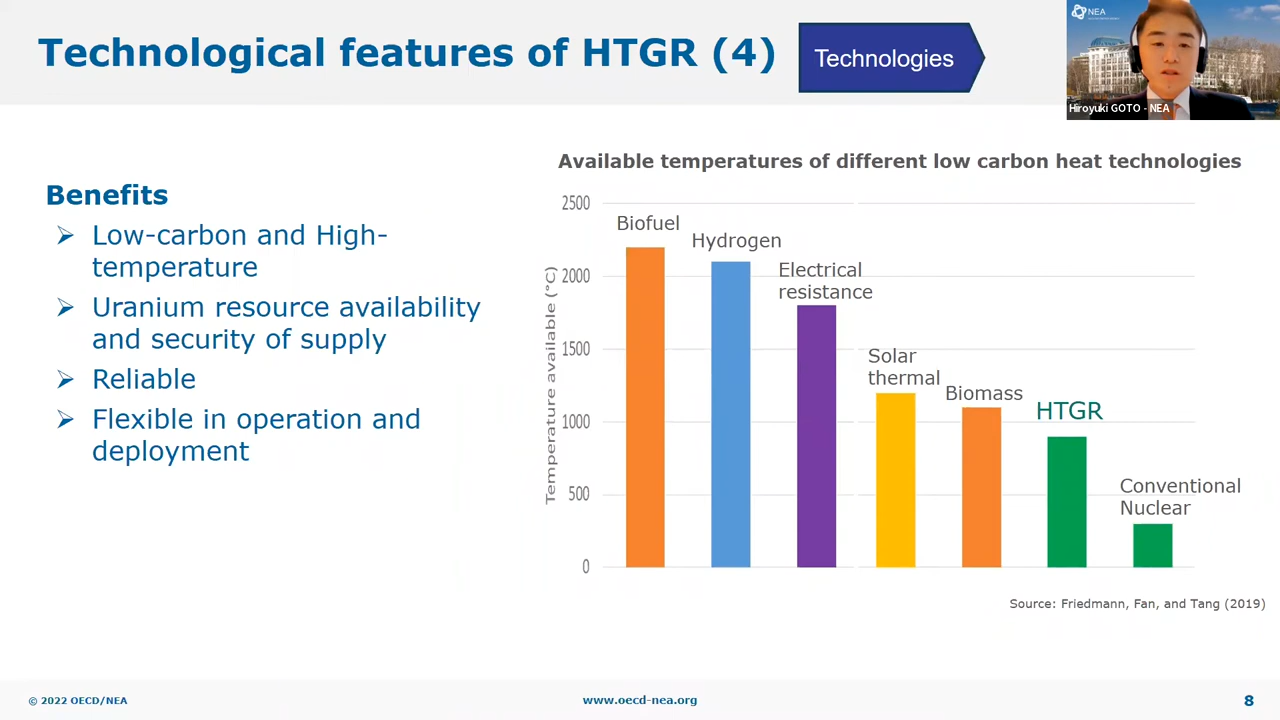 Technological features of HTGR (4)
Technologies
NEA
Hiroyuki GOTO - NEA
Benefits
Low-carbon and High-
temperature
Uranium resource availability
and security of supply
Reliable
Flexible in operation and
deployment
Available temperatures of different low carbon heat technologies
Temperature available (°C)
2500
2000
1500
1000
500
0
Biofuel
Hydrogen
Electrical
resistance
Solar
thermal
Biomass
HTGR
Conventional
Nuclear
Source: Friedmann, Fan, and Tang (2019)
© 2022 OECD/NEA
www.oecd-nea.org
8